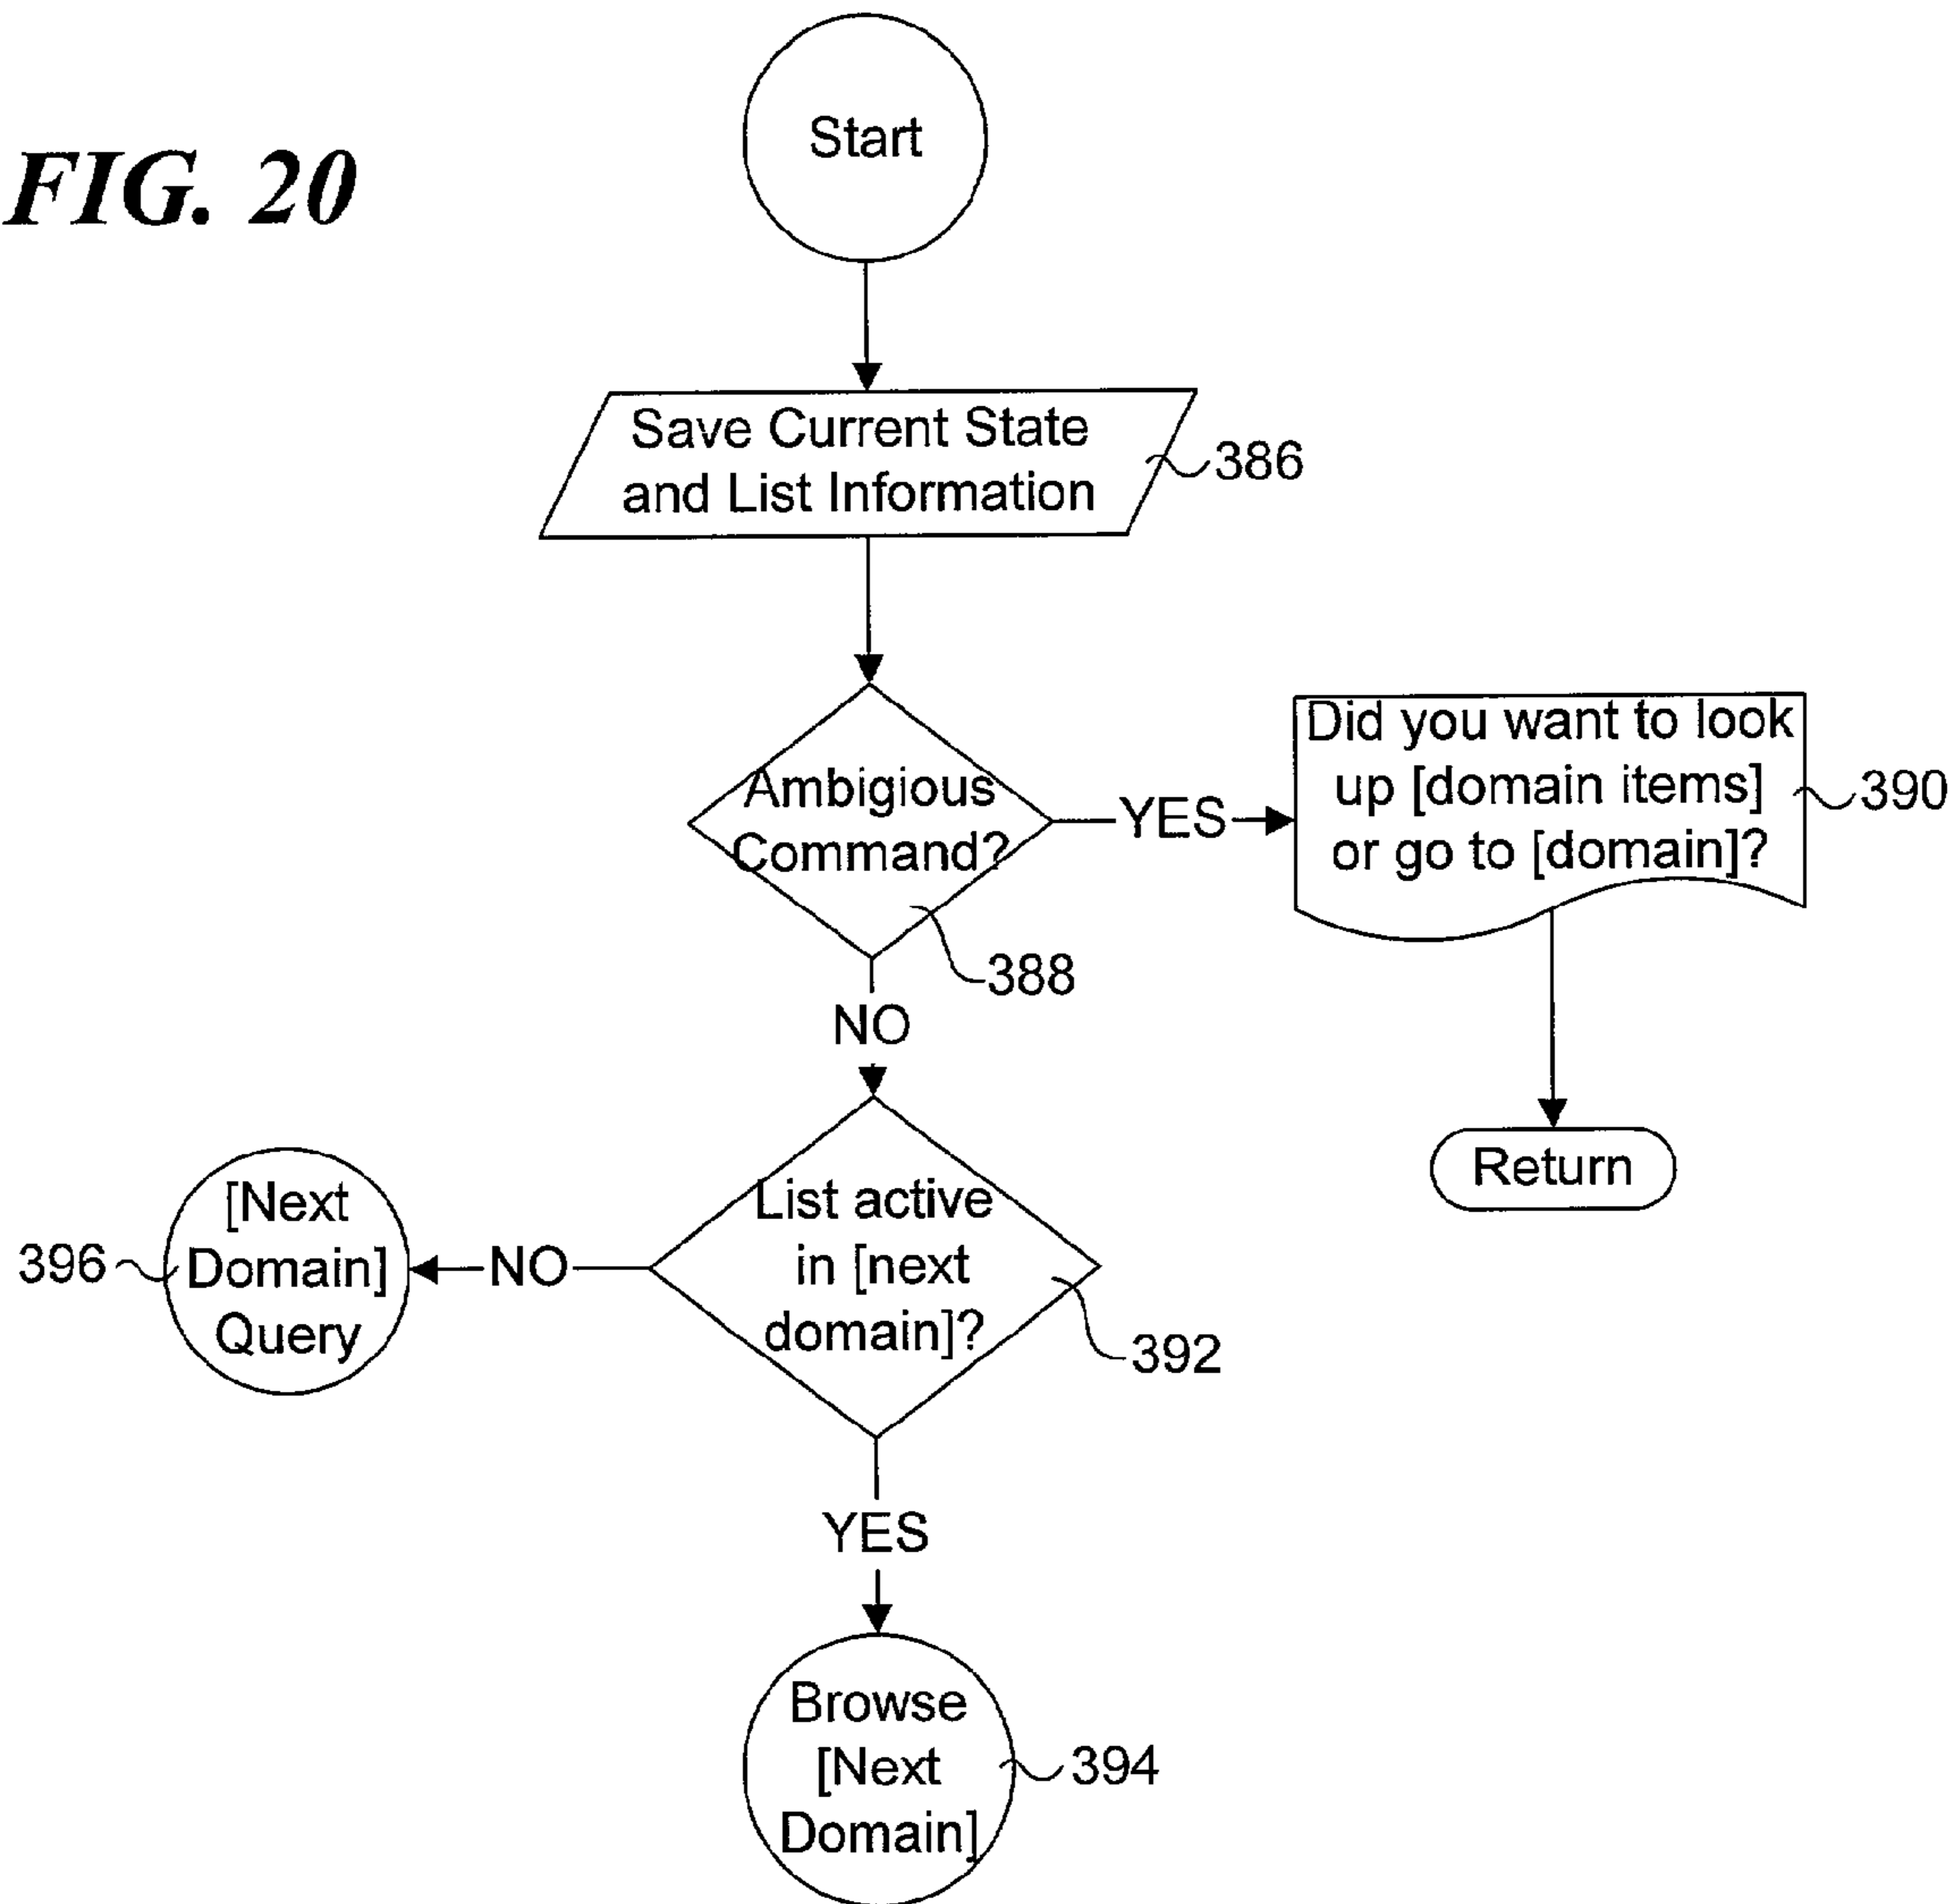 FIG. 20
Start
Save Current State
and List Information
386
Ambigious
Command?
388
YES
Did you want to look
up [domain items]
or go to [domain]?
390
Return
NO
List active
in [next
domain]?
392
NO
[Next
Domain]
Query
396
YES
Browse
[Next
Domain]
394